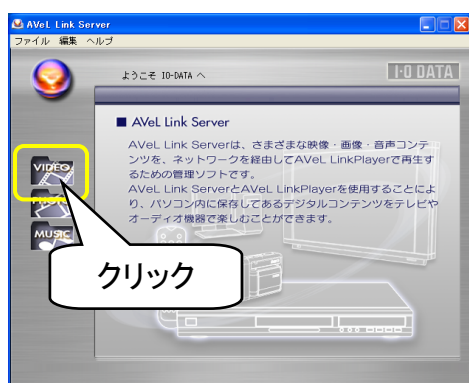 AVeL Link Server
ファイル 編集 ヘルプ
ようこそ IO-DATA へ
I-O DATA
■ AVeL Link Server
AVeL Link Serverは、さまざまな映像・画像・音声コンテ
ンツを、ネットワークを経由してAVeL LinkPlayerで再生す
るための管理ソフトです。
AVeL Link ServerとAVeL LinkPlayerを使用することによ
り、パソコン内に保存してあるデジタルコンテンツをテレビや
オーディオ機器で楽しむことができます。
VIDEO
PHOTO
MUSIC
クリック